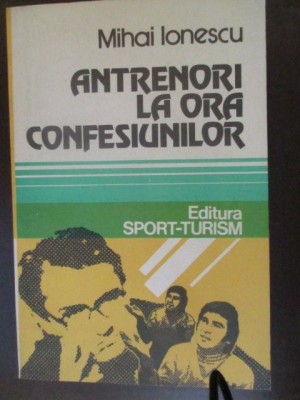 Mihai Ionescu
ANTRENORI
LA ORA
CONFESIUNILOR
Editura
SPORT-TURISM